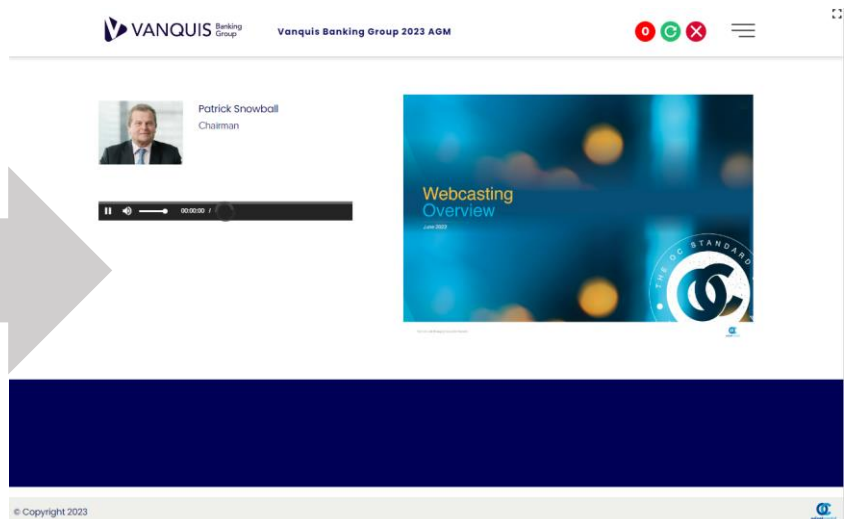 VANQUIS Banking Group
Vanquis Banking Group 2023 AGM
0
Patrick Snowball
Chairman
00:00:00 /
Webcasting
Overview
June 2023
THE OC STANDARD
© Copyright 2023